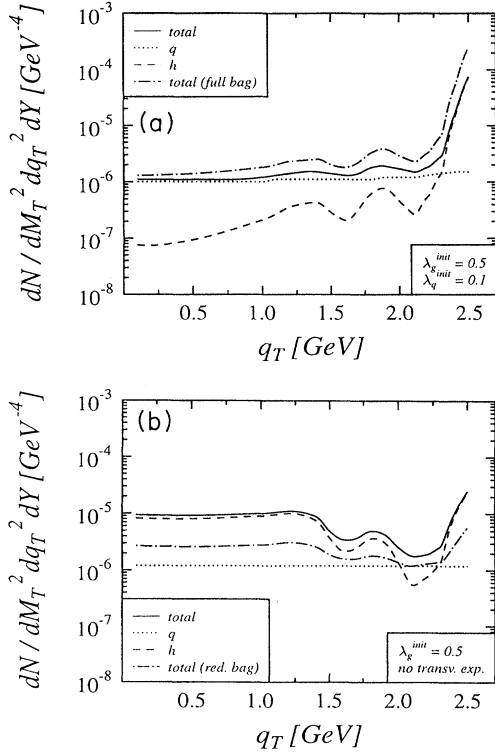 10^-3
total
q
h
total (full bag)
10^-4
(a)
10^-5
10^-6
10^-7
10^-8
dN / dM_T^2 dq_T^2 dY [GeV^-4]
λ_g^init = 0.5
λ_q^init = 0.1
0.5 1.0 1.5 2.0 2.5
q_T [GeV]
10^-3
(b)
10^-4
10^-5
10^-6
10^-7
10^-8
dN / dM_T^2 dq_T^2 dY [GeV^-4]
total
q
h
total (red. bag)
λ_g^init = 0.5
no transv. exp.
0.5 1.0 1.5 2.0 2.5
q_T [GeV]